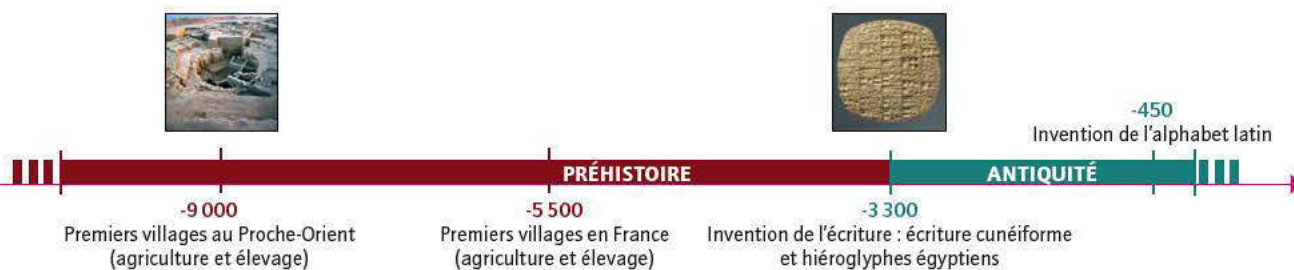 -450
Invention de l'alphabet latin
PRÉHISTOIRE
ANTIQUITÉ
-9 000
-5 500
-3 300
Premiers villages au Proche-Orient
(agriculture et élevage)
Premiers villages en France
(agriculture et élevage)
Invention de l'écriture : écriture cunéiforme
et hiéroglyphes égyptiens